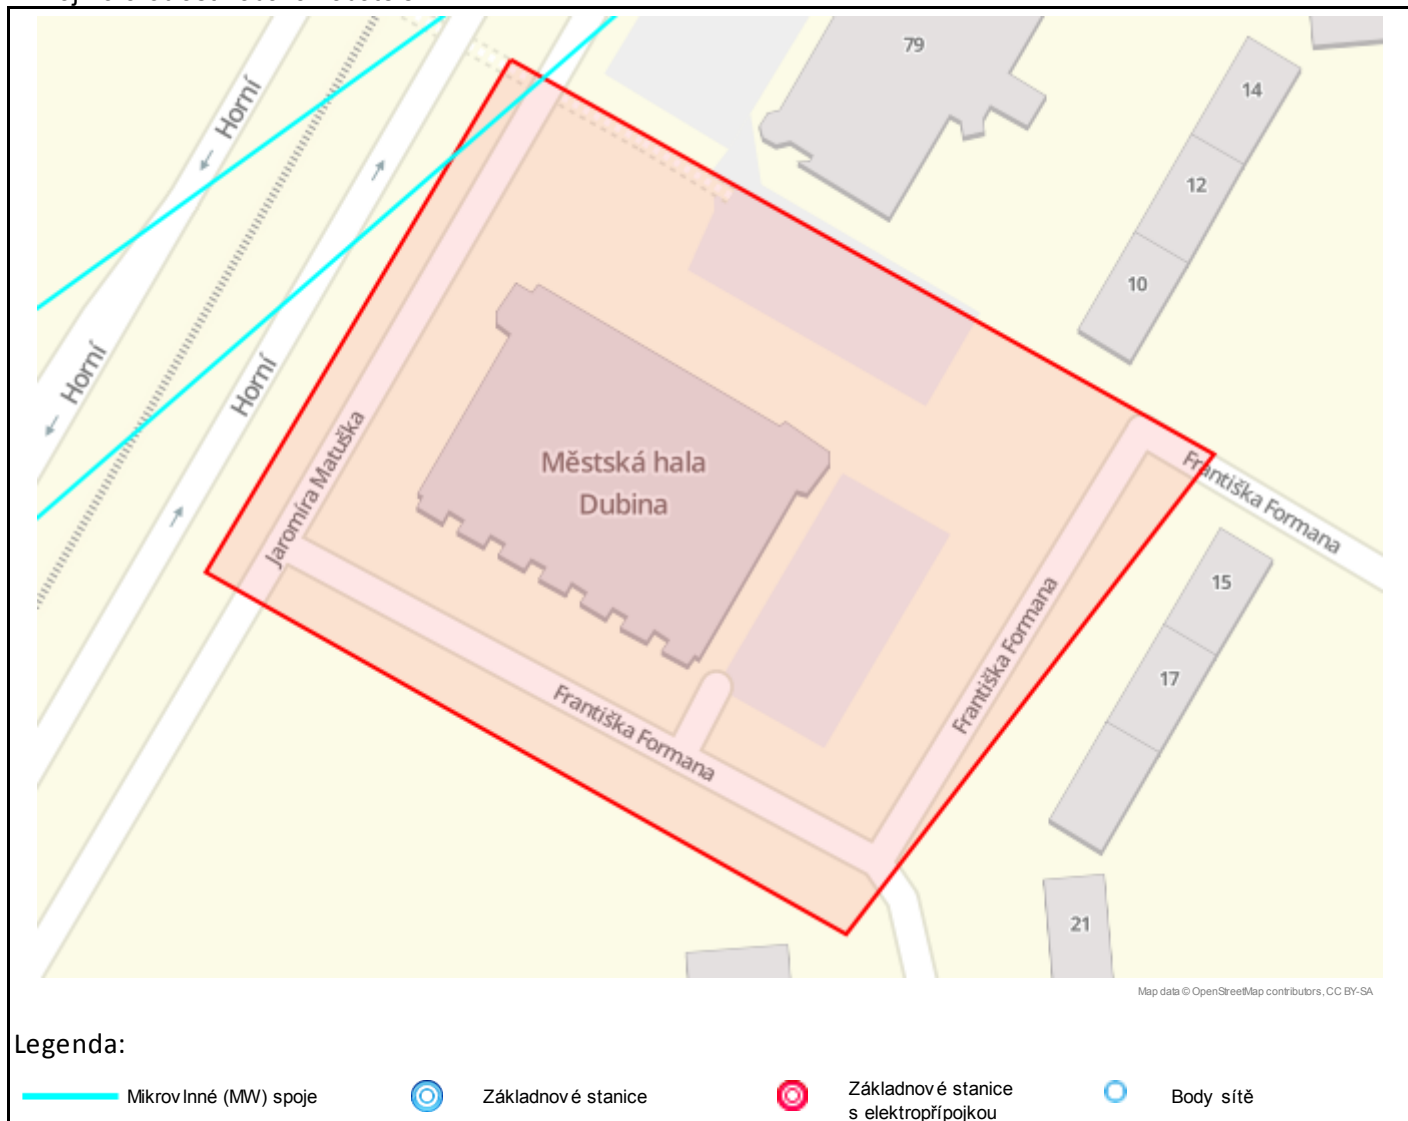 79
14
12
10
Horní
Horní
Horní
Jaromíra Matuška
Městská hala
Dubina
Františka Formana
Františka Formana
Františka Formana
15
17
21
Map data © OpenStreetMap contributors, CC BY-SA
Legenda:
Mikrovlnné (MW) spoje
Základnové stanice
Základnové stanice
s elektropřípojkou
Body sítě